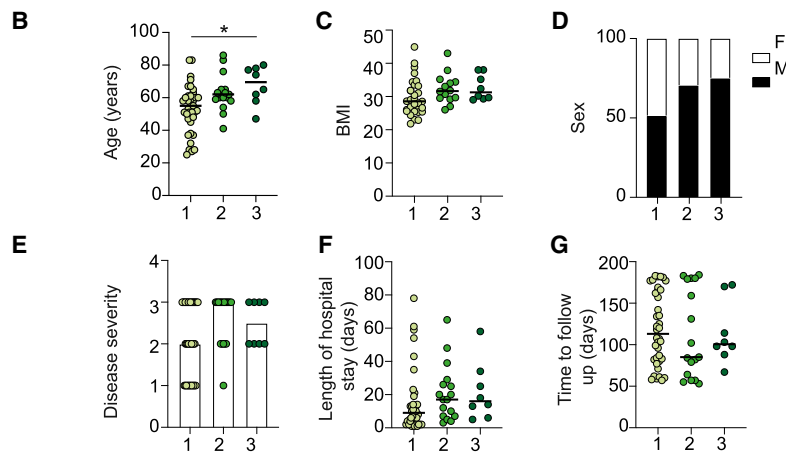 B
Age (years)
100
80
60
40
20
0
*
1 2 3
C
BMI
50
40
30
20
10
0
1 2 3
D
Sex
100
50
0
1 2 3
F
M
E
Disease severity
4
3
2
1
0
1 2 3
F
Length of hospital
stay (days)
100
80
60
40
20
0
1 2 3
G
Time to follow
up (days)
200
150
100
50
0
1 2 3